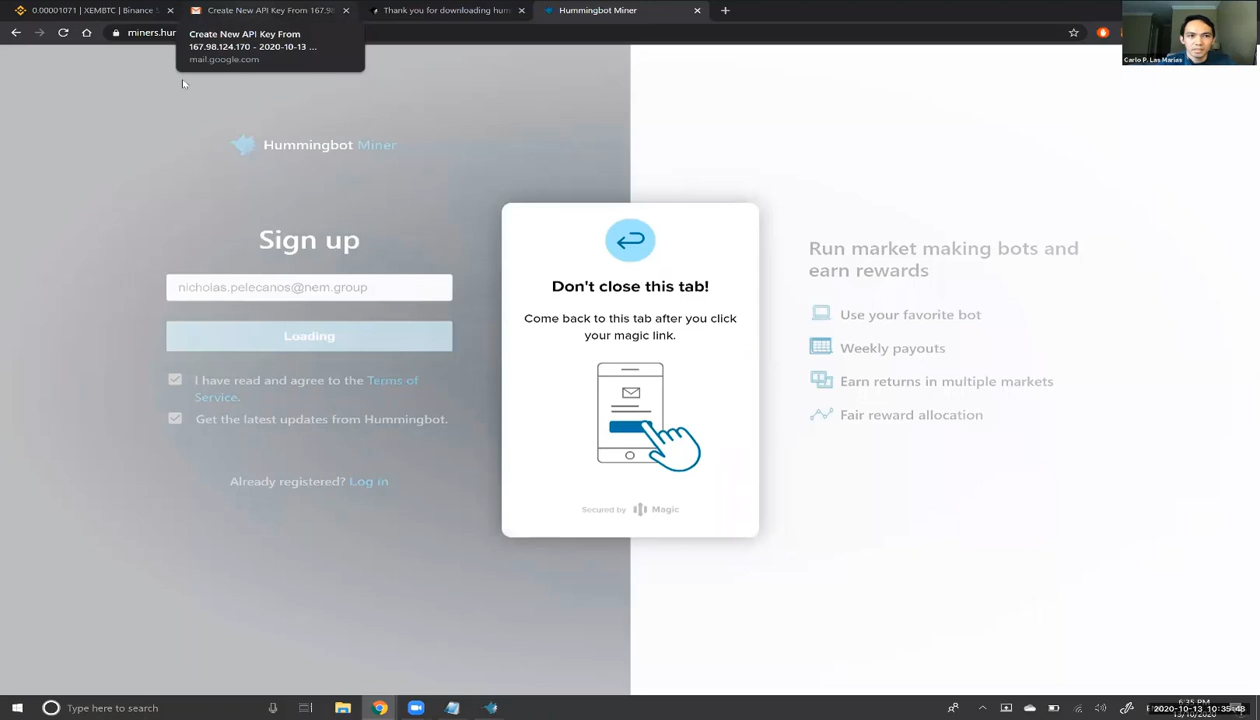 0.00001071 | XEMBTC | Binance S
Create New API Key From 167.98
Thank you for downloading hum
Hummingbot Miner
miners.hur
Create New API Key From
167.98.124.170 - 2020-10-13 ...
mail.google.com
Carlo P. Las Marias
Hummingbot Miner
Sign up
nicholas.pelecanos@nem.group
Loading
I have read and agree to the Terms of
Service.
Get the latest updates from Hummingbot.
Already registered? Log in
Don't close this tab!
Come back to this tab after you click
your magic link.
Secured by Magic
Run market making bots and
earn rewards
Use your favorite bot
Weekly payouts
Earn returns in multiple markets
Fair reward allocation
Type here to search
2020-10-13 10:35:48